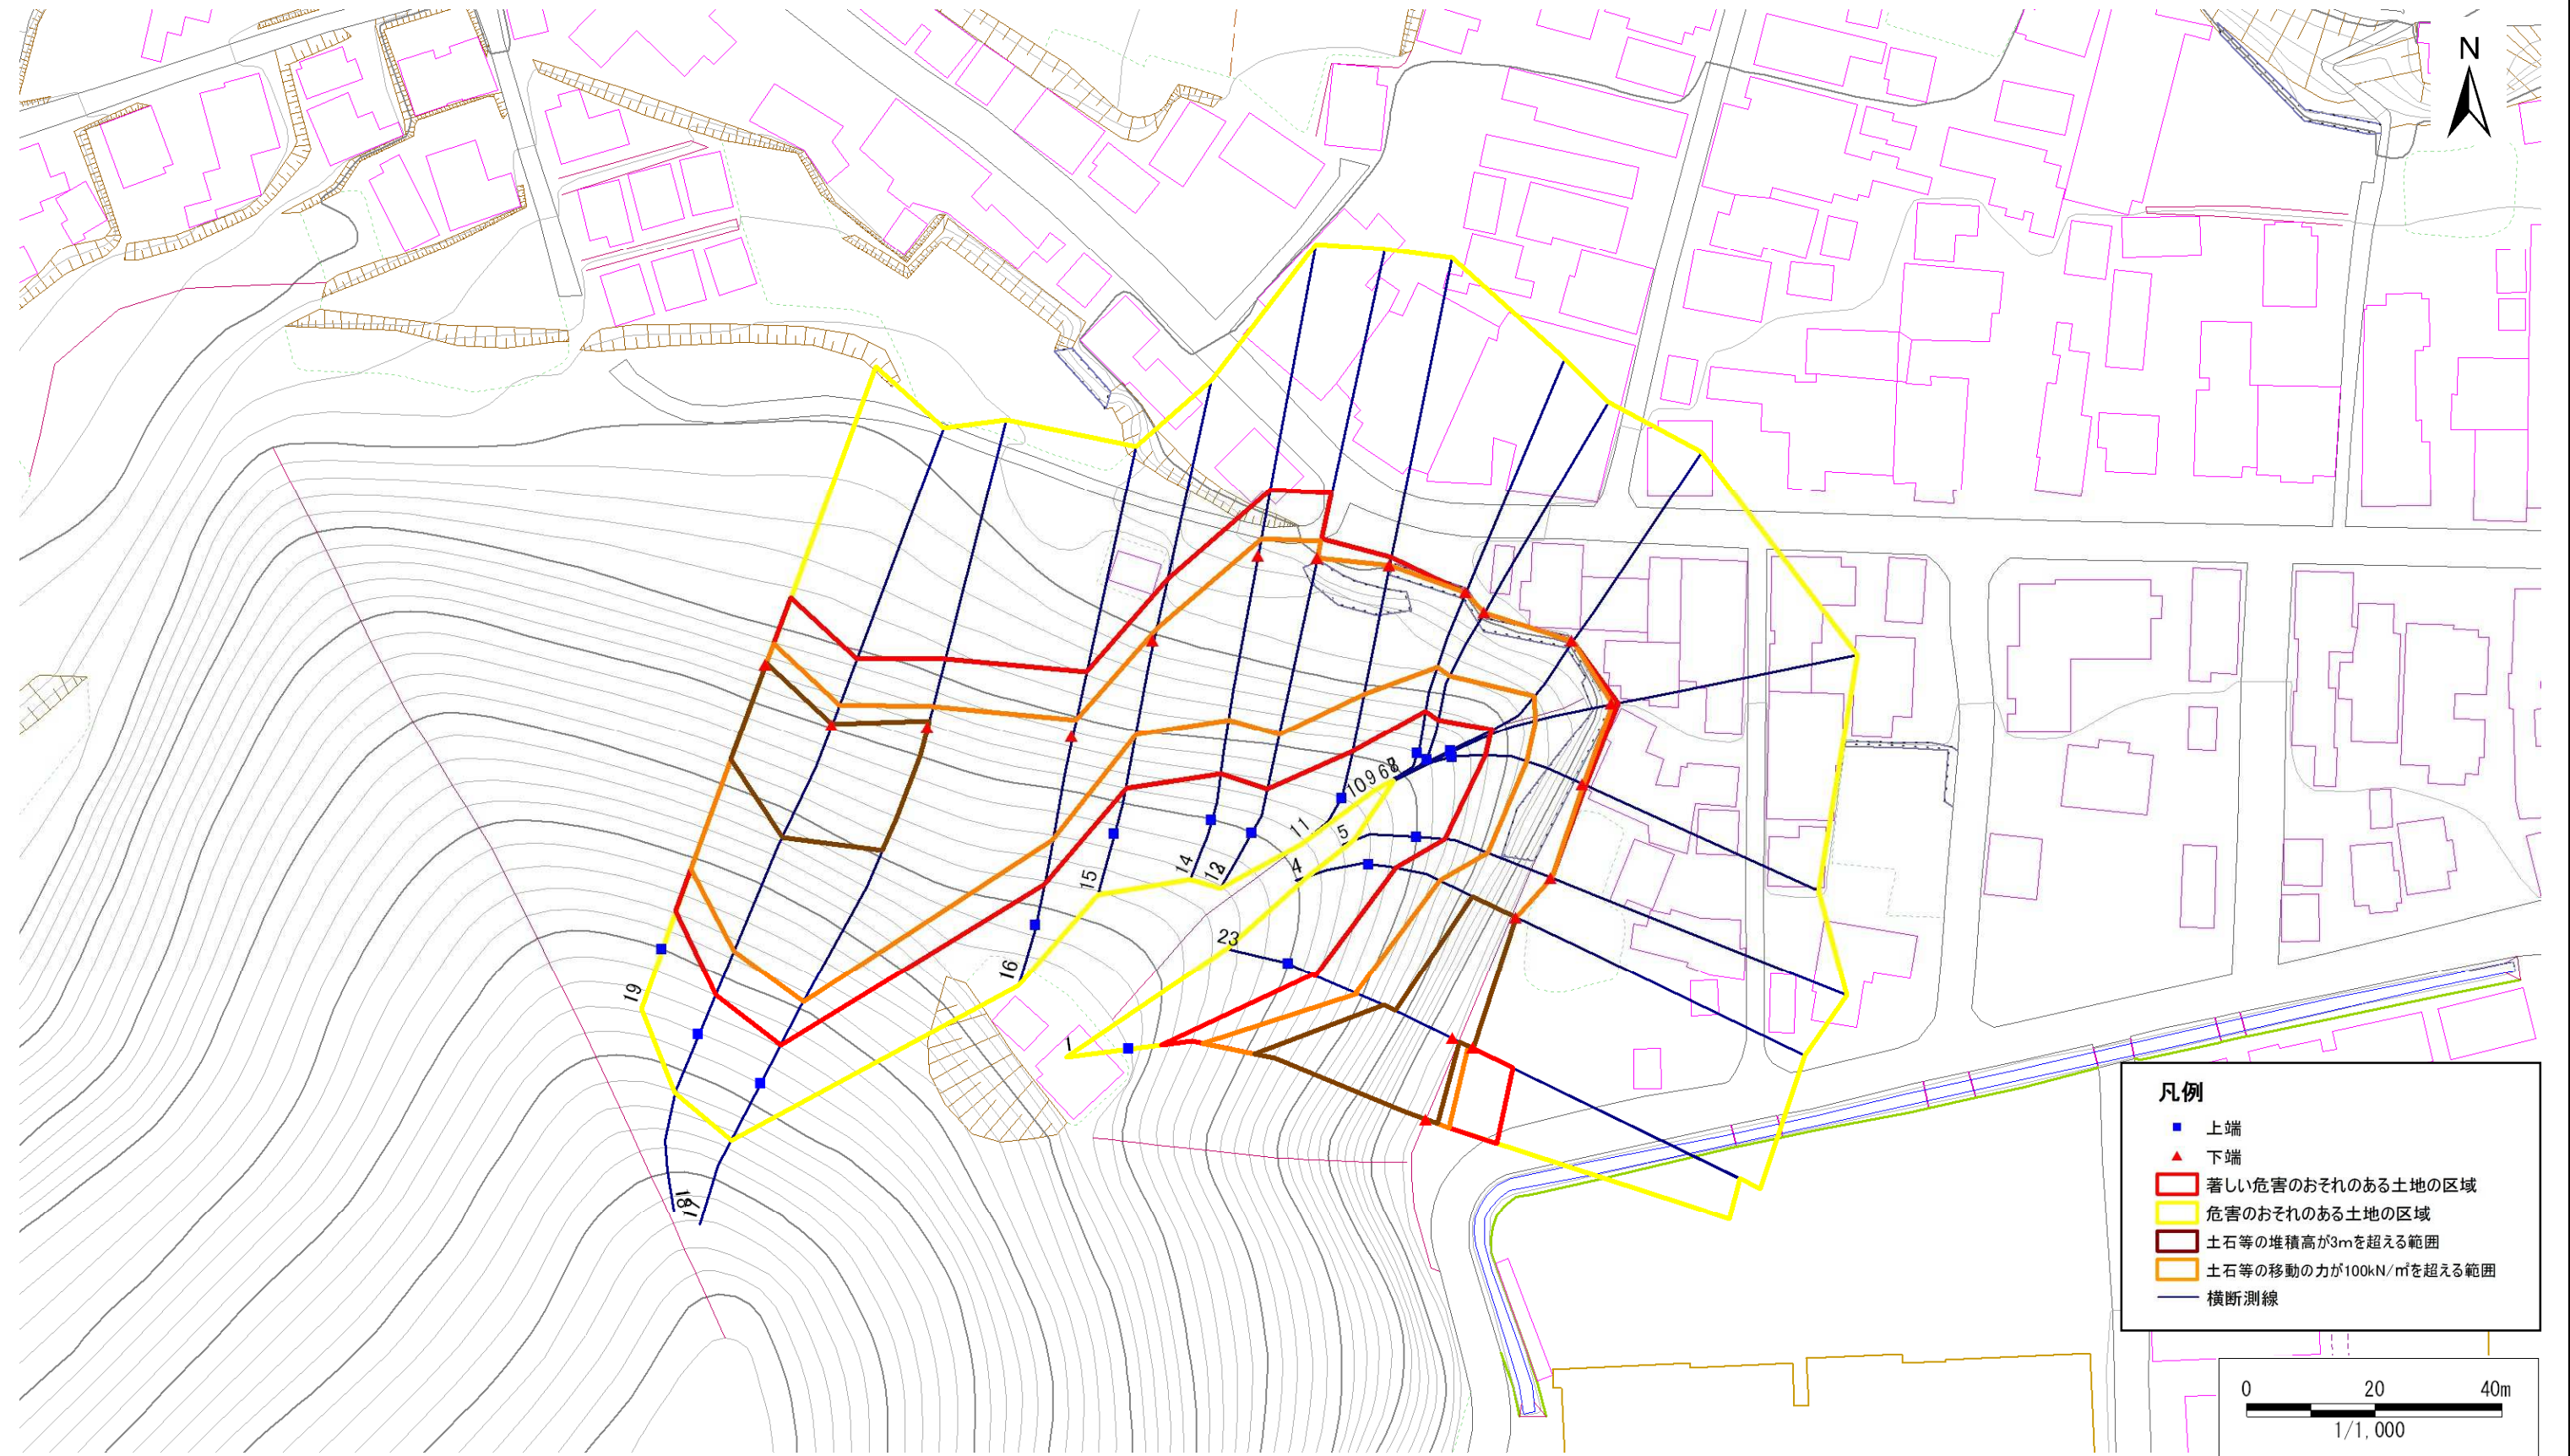 N
10
9
6
8
11
5
4
14
12
15
23
16
19
1
18
17
凡例
上端
下端
著しい危害のおそれのある土地の区域
危害のおそれのある土地の区域
土石等の堆積高が3mを超える範囲
土石等の移動の力が100kN/㎡を超える範囲
横断測線
0 20 40m
1/1,000